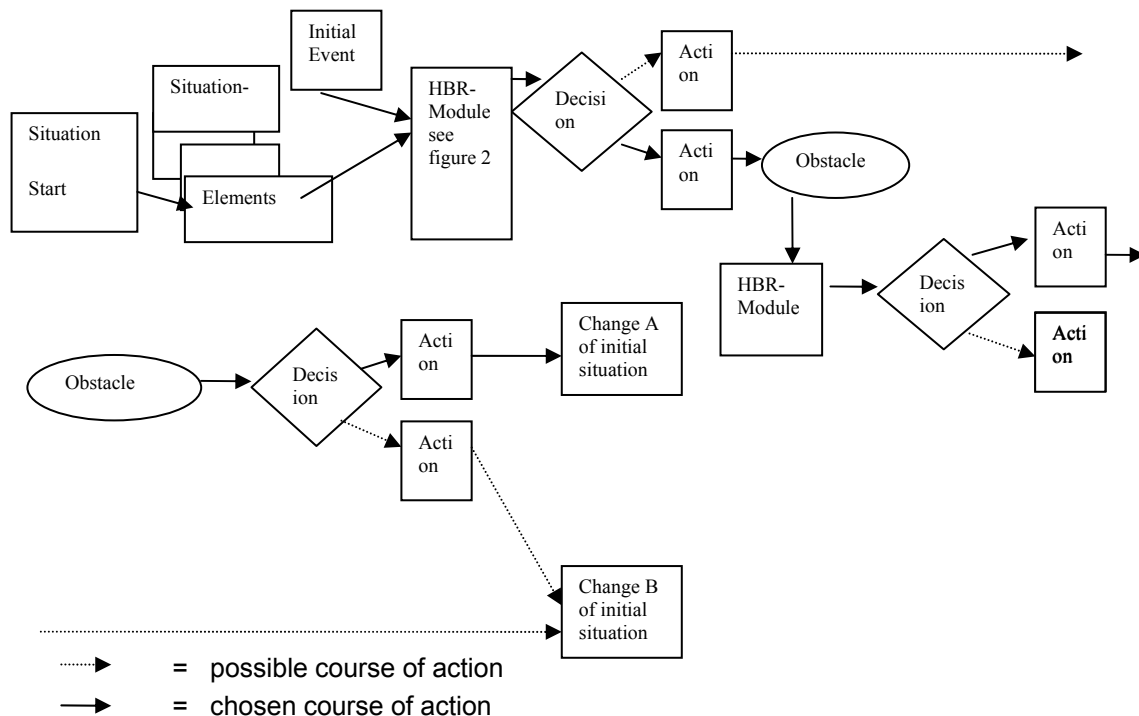 Initial
Event
Situation-
Situation
Start
Elements
HBR-
Module
see
figure 2
Decisi
on
Acti
on
Acti
on
Obstacle
HBR-
Module
Decis
ion
Acti
on
Acti
on
Obstacle
Decis
ion
Acti
on
Change A
of initial
situation
Acti
on
Change B
of initial
situation
= possible course of action
= chosen course of action